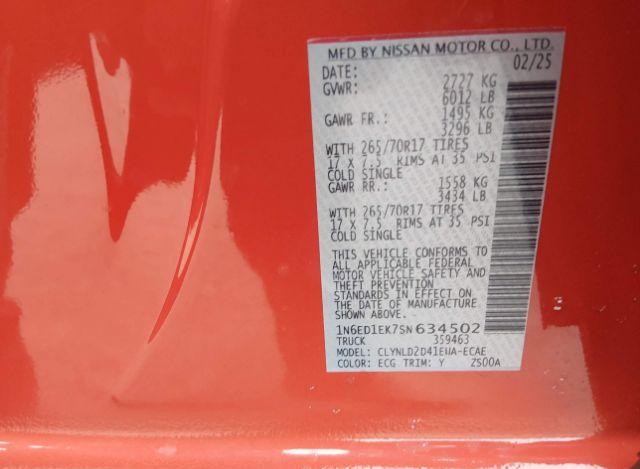 MFD BY NISSAN MOTOR CO., LTD.
DATE: 02/25
GVWR: 2727 KG
6012 LB
GAWR FR.: 1495 KG
3296 LB
WITH 265/70R17 TIRES
17 X 7.5 RIMS AT 35 PSI
COLD SINGLE
GAWR RR.: 1558 KG
3434 LB
WITH 265/70R17 TIRES
17 X 7.5 RIMS AT 35 PSI
COLD SINGLE
THIS VEHICLE CONFORMS TO
ALL APPLICABLE FEDERAL
MOTOR VEHICLE SAFETY AND
THEFT PREVENTION
STANDARDS IN EFFECT ON
THE DATE OF MANUFACTURE
SHOWN ABOVE.
1N6ED1EK7SN634502
TRUCK 359463
MODEL: CLYNLD2D41EUA-ECAE
COLOR: ECG TRIM: Y ZS00A